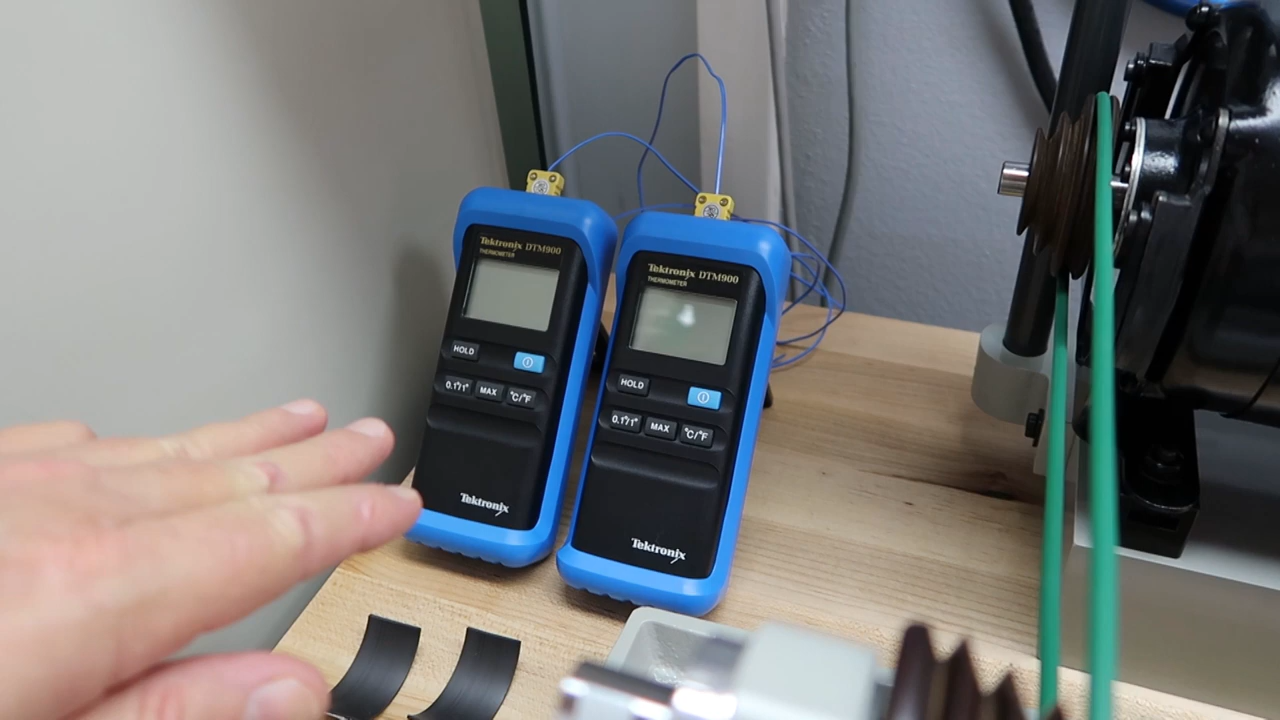 Tektronix DTM900
THERMOMETER
HOLD
0.1°/1° MAX °C/°F
Tektronix
Tektronix DTM900
THERMOMETER
HOLD
0.1°/1° MAX °C/°F
Tektronix